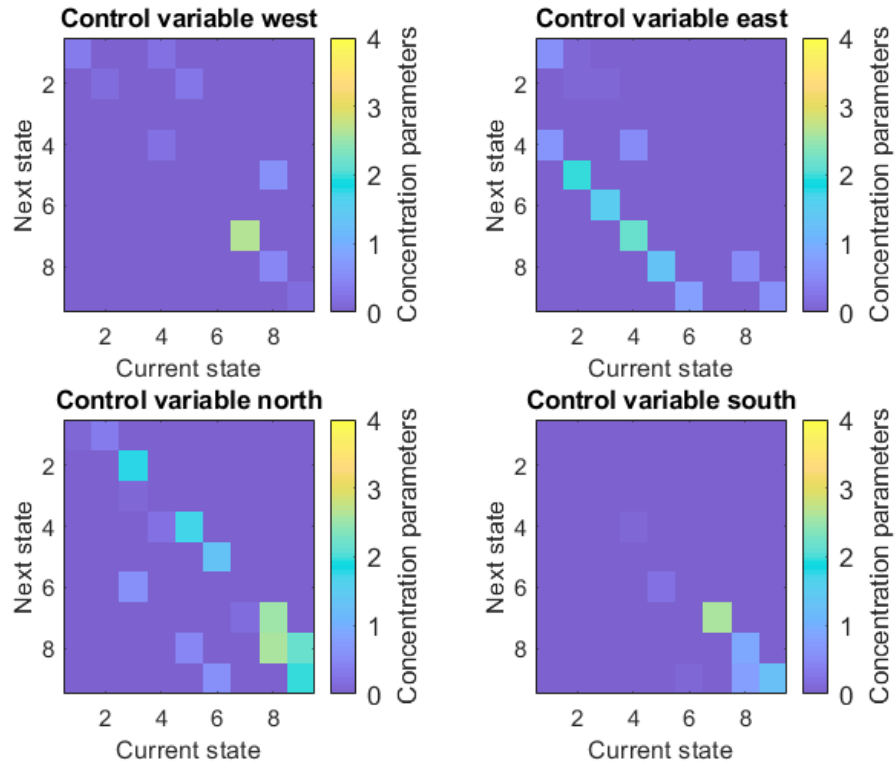 Control variable west
Next state
2
4
6
8
2 4 6 8
Current state
4
3
2
1
0
Concentration parameters
Control variable east
Next state
2
4
6
8
2 4 6 8
Current state
4
3
2
1
0
Concentration parameters
Control variable north
Next state
2
4
6
8
2 4 6 8
Current state
4
3
2
1
0
Concentration parameters
Control variable south
Next state
2
4
6
8
2 4 6 8
Current state
4
3
2
1
0
Concentration parameters